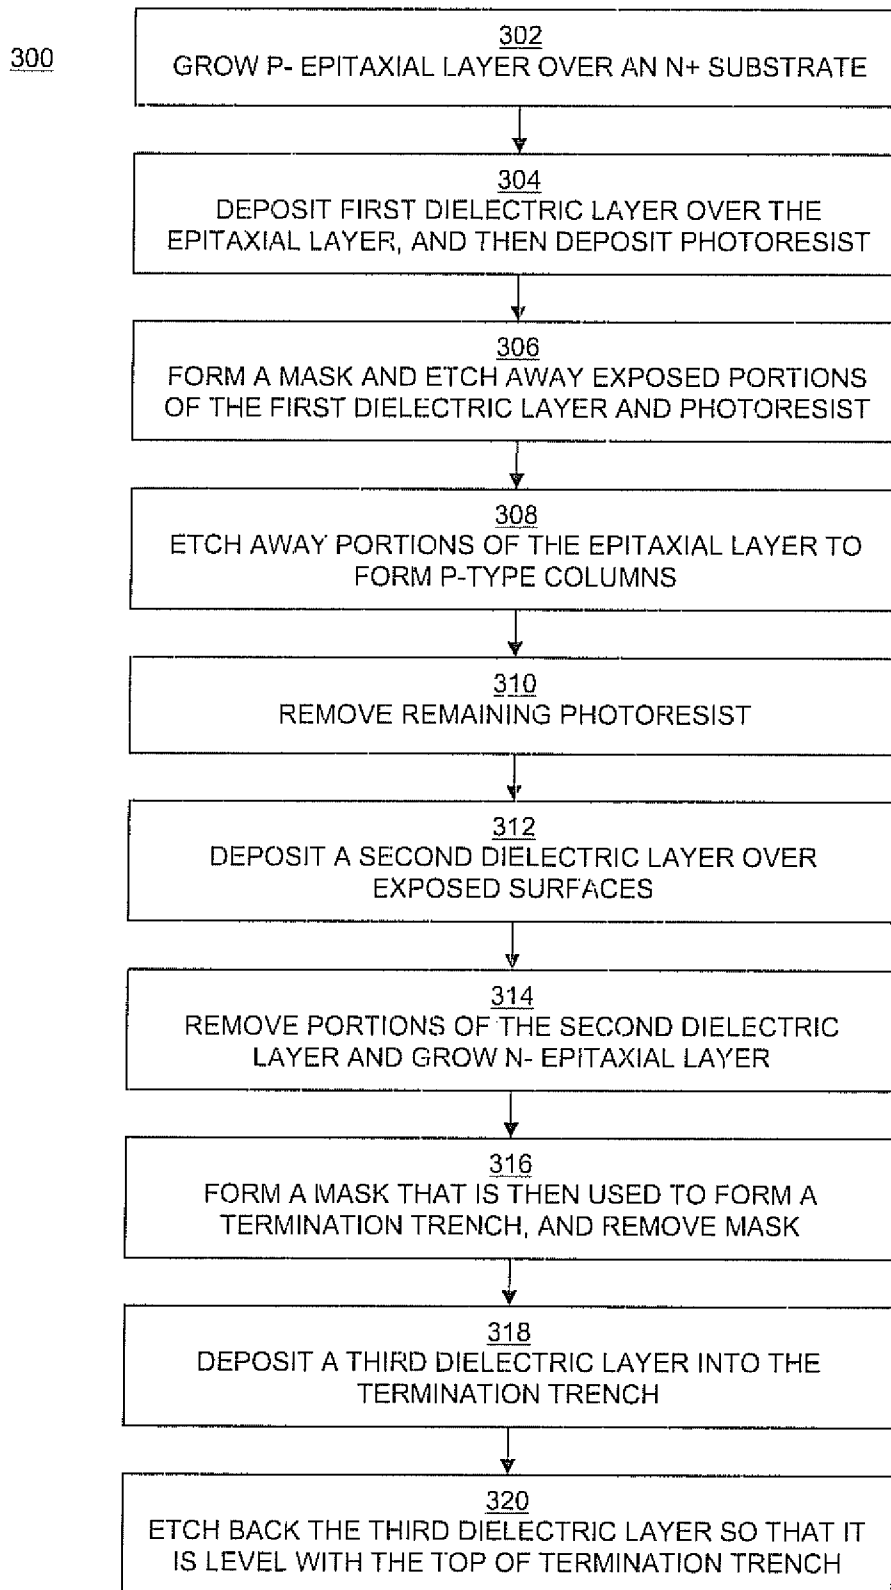 300
302
GROW P- EPITAXIAL LAYER OVER AN N+ SUBSTRATE
304
DEPOSIT FIRST DIELECTRIC LAYER OVER THE
EPITAXIAL LAYER, AND THEN DEPOSIT PHOTORESIST
306
FORM A MASK AND ETCH AWAY EXPOSED PORTIONS
OF THE FIRST DIELECTRIC LAYER AND PHOTORESIST
308
ETCH AWAY PORTIONS OF THE EPITAXIAL LAYER TO
FORM P-TYPE COLUMNS
310
REMOVE REMAINING PHOTORESIST
312
DEPOSIT A SECOND DIELECTRIC LAYER OVER
EXPOSED SURFACES
314
REMOVE PORTIONS OF THE SECOND DIELECTRIC
LAYER AND GROW N- EPITAXIAL LAYER
316
FORM A MASK THAT IS THEN USED TO FORM A
TERMINATION TRENCH, AND REMOVE MASK
318
DEPOSIT A THIRD DIELECTRIC LAYER INTO THE
TERMINATION TRENCH
320
ETCH BACK THE THIRD DIELECTRIC LAYER SO THAT IT
IS LEVEL WITH THE TOP OF TERMINATION TRENCH